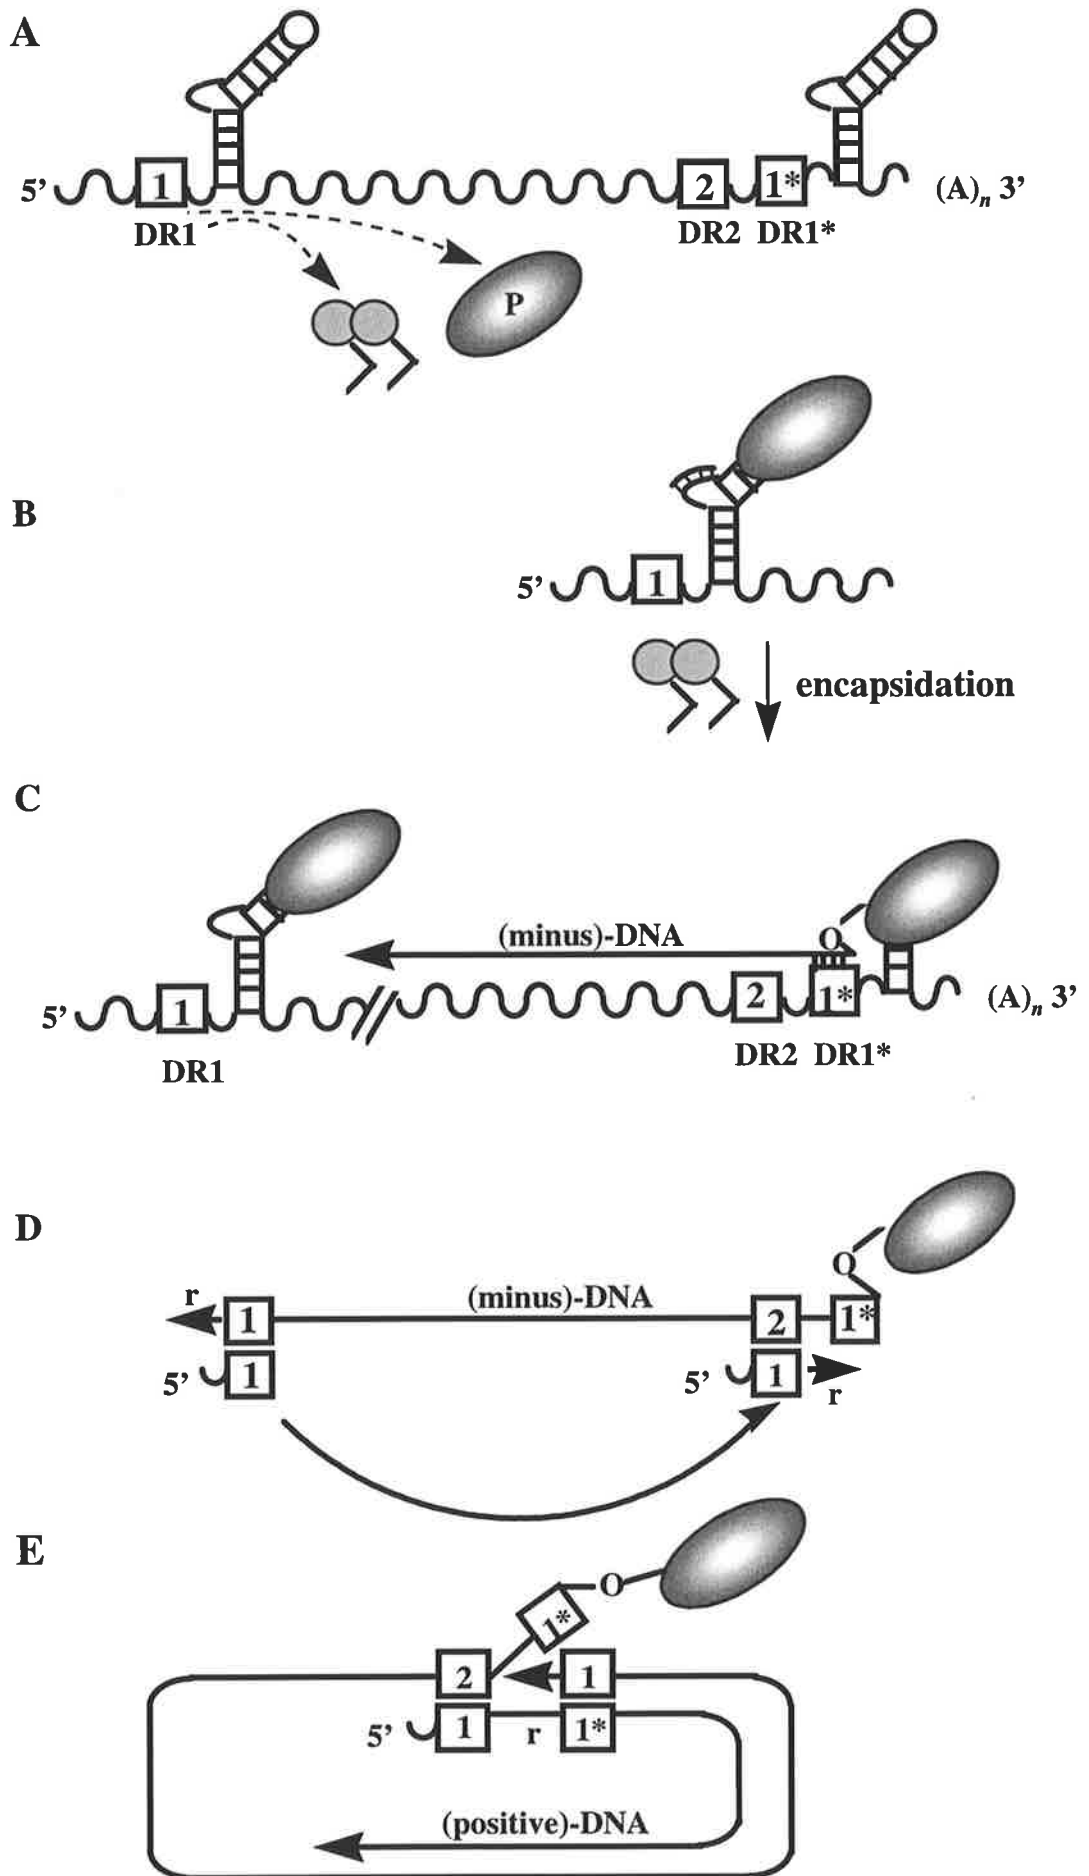 A
5’ 1 2 1* (A)n 3’
DR1 DR2 DR1*
P
B
5’ 1
encapsidation
C
(minus)-DNA
O
5’ 1 2 1* (A)n 3’
DR1 DR2 DR1*
D
O
r 1 (minus)-DNA 2 1*
5’ 1 5’ 1 r
E
O
1*
2 1
5’ 1 r 1*
(positive)-DNA